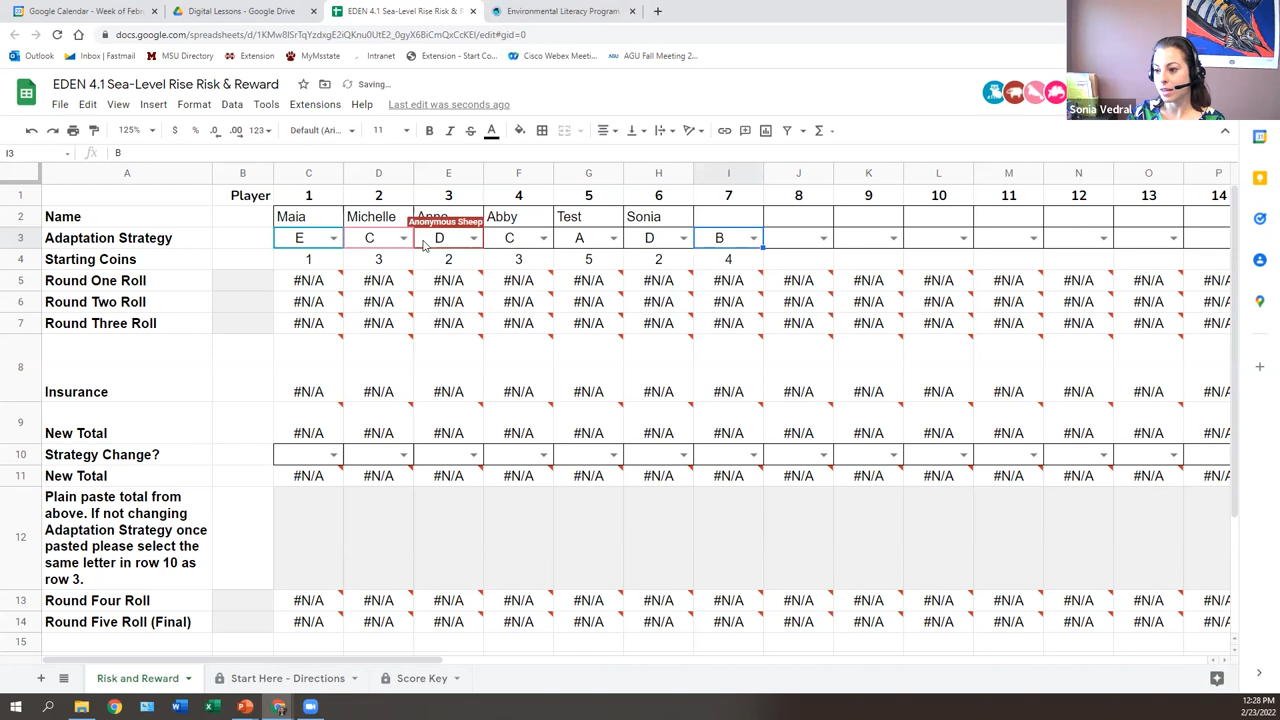 Google Calendar - Week of Febr
Digital Lessons - Google Drive
EDEN 4.1 Sea-Level Rise Risk & R
Environmental Literacy Program
docs.google.com/spreadsheets/d/
Outlook Inbox | Fastmail MSU Directory Extension MyMsstate Extension - Start Co... Cisco Webex Meeti... AGU Fall Meeting 2...
Sonia Vedral
EDEN 4.1 Sea-Level Rise Risk & Reward Saving...
File Edit View Insert Format Data Tools Extensions Help Last edit was seconds ago
125% $ % .0 .00 123 Default (Ari... 11 B I S A
I3 fx B
A B C D E F G H I J K L M N O P
1 Player 1 2 3 4 5 6 7 8 9 10 11 12 13 14
2 Name Maia Michelle Anne Abby Test Sonia
Anonymous Sheep
3 Adaptation Strategy E C D C A D B
4 Starting Coins 1 3 2 3 5 2 4
5 Round One Roll #N/A #N/A #N/A #N/A #N/A #N/A #N/A #N/A #N/A #N/A #N/A #N/A #N/A #N/A
6 Round Two Roll #N/A #N/A #N/A #N/A #N/A #N/A #N/A #N/A #N/A #N/A #N/A #N/A #N/A #N/A
7 Round Three Roll #N/A #N/A #N/A #N/A #N/A #N/A #N/A #N/A #N/A #N/A #N/A #N/A #N/A #N/A
8 Insurance #N/A #N/A #N/A #N/A #N/A #N/A #N/A #N/A #N/A #N/A #N/A #N/A #N/A #N/A
9 New Total #N/A #N/A #N/A #N/A #N/A #N/A #N/A #N/A #N/A #N/A #N/A #N/A #N/A #N/A
10 Strategy Change?
11 New Total #N/A #N/A #N/A #N/A #N/A #N/A #N/A #N/A #N/A #N/A #N/A #N/A #N/A #N/A
Plain paste total from
above. If not changing
Adaptation Strategy once
12 pasted please select the
same letter in row 10 as
row 3.
13 Round Four Roll #N/A #N/A #N/A #N/A #N/A #N/A #N/A #N/A #N/A #N/A #N/A #N/A #N/A #N/A
14 Round Five Roll (Final) #N/A #N/A #N/A #N/A #N/A #N/A #N/A #N/A #N/A #N/A #N/A #N/A #N/A #N/A
15
Risk and Reward Start Here - Directions Score Key
12:28 PM
2/23/2022